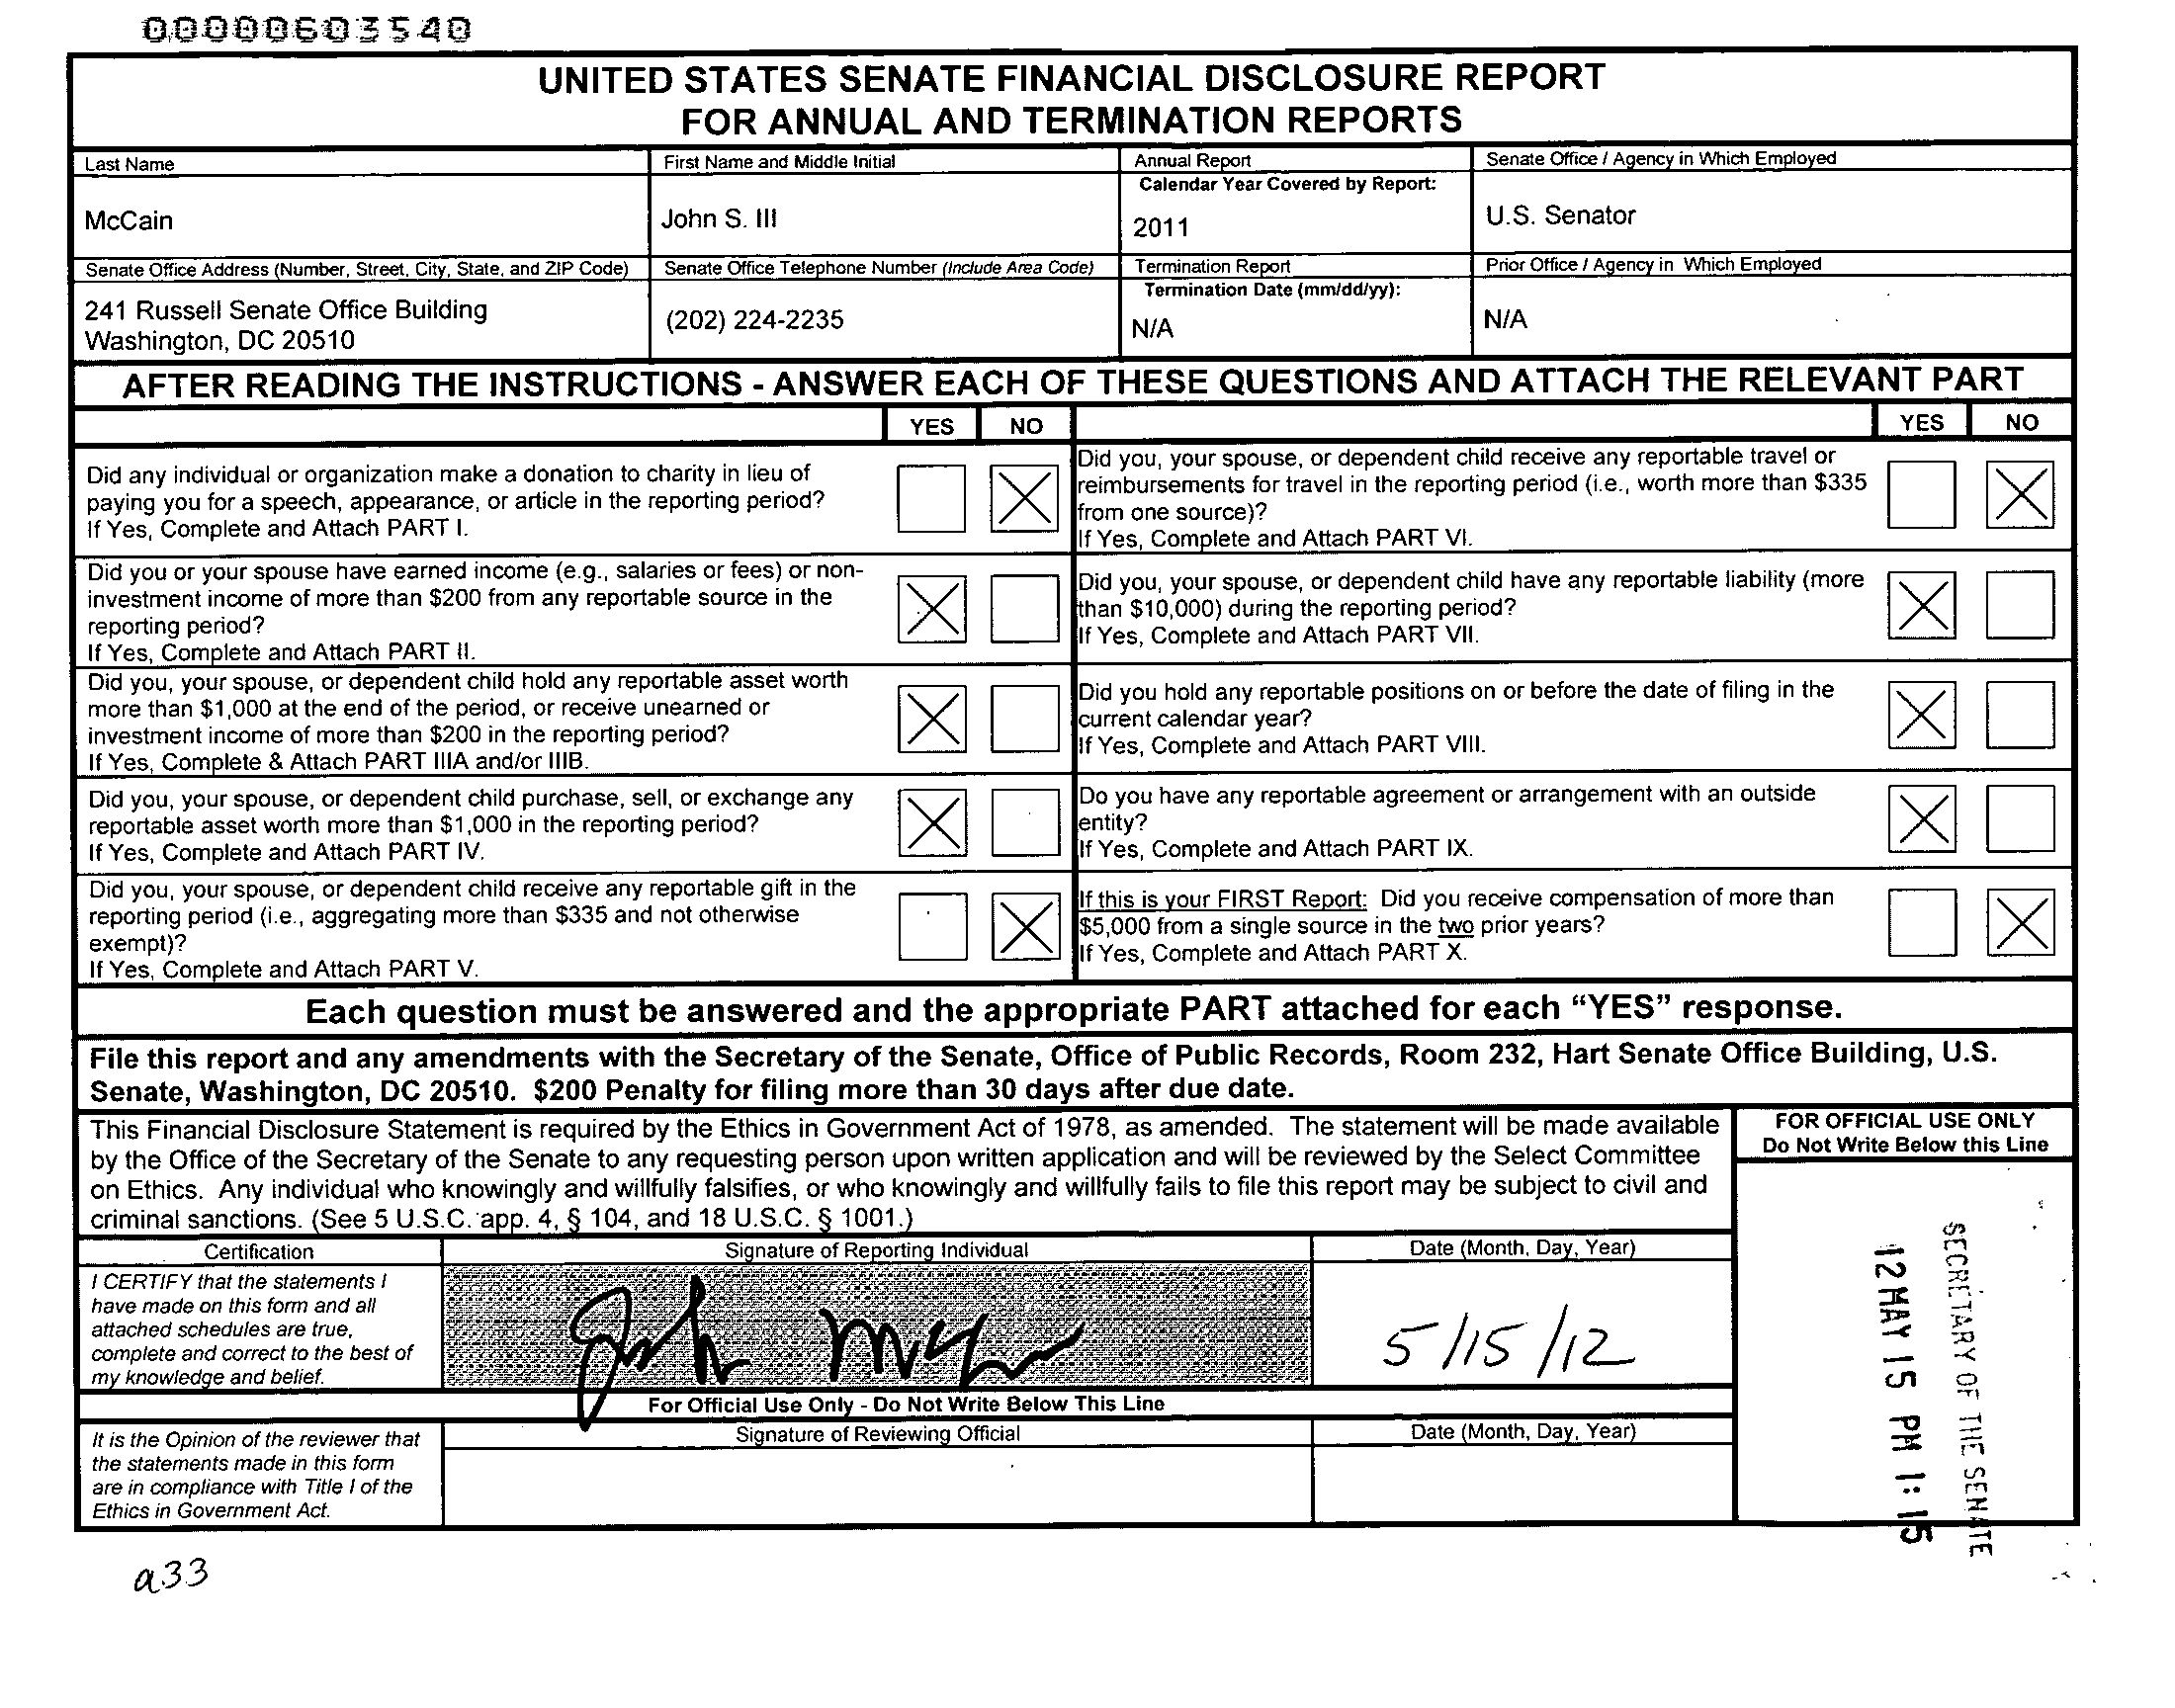 00000603540
UNITED STATES SENATE FINANCIAL DISCLOSURE REPORT
FOR ANNUAL AND TERMINATION REPORTS
Last Name
McCain
First Name and Middle Initial
John S. III
Annual Report
Calendar Year Covered by Report:
2011
Senate Office / Agency in Which Employed
U.S. Senator
Senate Office Address (Number, Street, City, State, and ZIP Code)
241 Russell Senate Office Building
Washington, DC 20510
Senate Office Telephone Number (Include Area Code)
(202) 224-2235
Termination Report
Termination Date (mm/dd/yy):
N/A
Prior Office / Agency in Which Employed
N/A
AFTER READING THE INSTRUCTIONS - ANSWER EACH OF THESE QUESTIONS AND ATTACH THE RELEVANT PART
YES NO
Did any individual or organization make a donation to charity in lieu of
paying you for a speech, appearance, or article in the reporting period?
If Yes, Complete and Attach PART I.
Did you or your spouse have earned income (e.g., salaries or fees) or non-
investment income of more than $200 from any reportable source in the
reporting period?
If Yes, Complete and Attach PART II.
Did you, your spouse, or dependent child hold any reportable asset worth
more than $1,000 at the end of the period, or receive unearned or
investment income of more than $200 in the reporting period?
If Yes, Complete & Attach PART IIIA and/or IIIB.
Did you, your spouse, or dependent child purchase, sell, or exchange any
reportable asset worth more than $1,000 in the reporting period?
If Yes, Complete and Attach PART IV.
Did you, your spouse, or dependent child receive any reportable gift in the
reporting period (i.e., aggregating more than $335 and not otherwise
exempt)?
If Yes, Complete and Attach PART V.
YES NO
Did you, your spouse, or dependent child receive any reportable travel or
reimbursements for travel in the reporting period (i.e., worth more than $335
from one source)?
If Yes, Complete and Attach PART VI.
Did you, your spouse, or dependent child have any reportable liability (more
than $10,000) during the reporting period?
If Yes, Complete and Attach PART VII.
Did you hold any reportable positions on or before the date of filing in the
current calendar year?
If Yes, Complete and Attach PART VIII.
Do you have any reportable agreement or arrangement with an outside
entity?
If Yes, Complete and Attach PART IX.
If this is your FIRST Report: Did you receive compensation of more than
$5,000 from a single source in the two prior years?
If Yes, Complete and Attach PART X.
Each question must be answered and the appropriate PART attached for each “YES” response.
File this report and any amendments with the Secretary of the Senate, Office of Public Records, Room 232, Hart Senate Office Building, U.S.
Senate, Washington, DC 20510. $200 Penalty for filing more than 30 days after due date.
This Financial Disclosure Statement is required by the Ethics in Government Act of 1978, as amended. The statement will be made available
by the Office of the Secretary of the Senate to any requesting person upon written application and will be reviewed by the Select Committee
on Ethics. Any individual who knowingly and willfully falsifies, or who knowingly and willfully fails to file this report may be subject to civil and
criminal sanctions. (See 5 U.S.C. app. 4, § 104, and 18 U.S.C. § 1001.)
FOR OFFICIAL USE ONLY
Do Not Write Below this Line
SECRETARY OF THE SENATE
12 MAY 15 PM 1:15
Certification
I CERTIFY that the statements I
have made on this form and all
attached schedules are true,
complete and correct to the best of
my knowledge and belief.
Signature of Reporting Individual
John McCain
Date (Month, Day, Year)
5/15/12
For Official Use Only - Do Not Write Below This Line
It is the Opinion of the reviewer that
the statements made in this form
are in compliance with Title I of the
Ethics in Government Act.
Signature of Reviewing Official
Date (Month, Day, Year)
a33